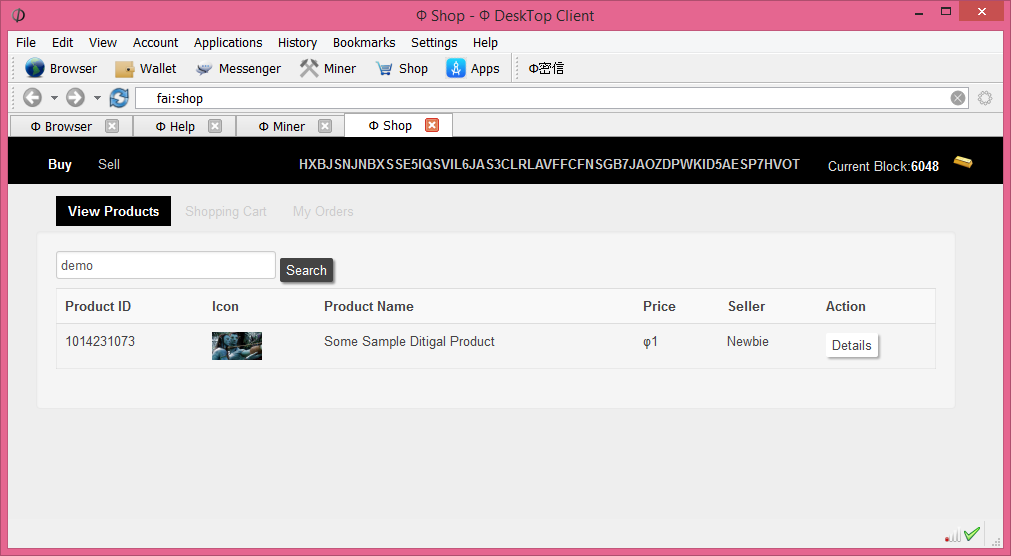 Φ Shop - Φ DeskTop Client
File Edit View Account Applications History Bookmarks Settings Help
Browser Wallet Messenger Miner Shop Apps Φ密信
fai:shop
Φ Browser Φ Help Φ Miner Φ Shop
Buy Sell HXBJSNJNBXSSE5IQSVIL6JAS3CLRLAVFFCFNSGB7JAOZDPWKID5AESP7HVOT Current Block:6048
View Products Shopping Cart My Orders
demo Search
Product ID Icon Product Name Price Seller Action
1014231073 Some Sample Ditigal Product φ1 Newbie Details